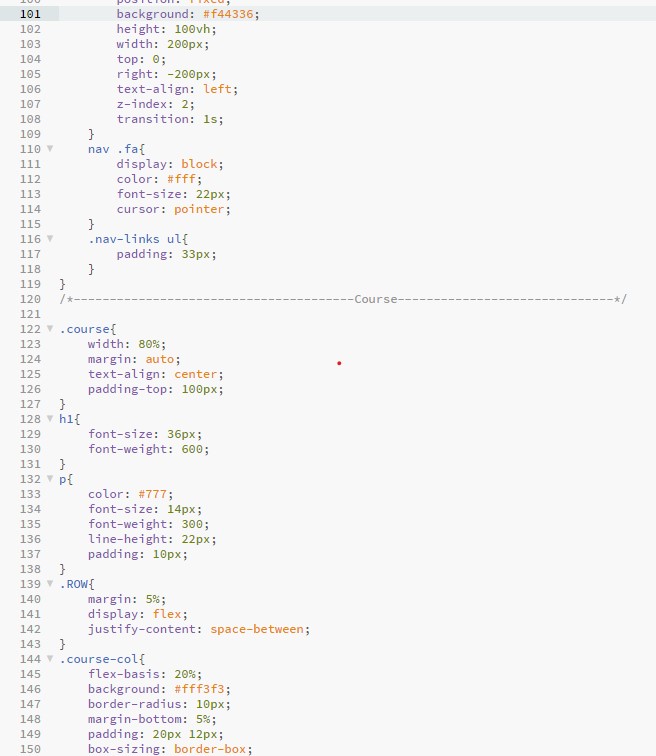 100         position: fixed;
101         background: #f44336;
102         height: 100vh;
103         width: 200px;
104         top: 0;
105         right: -200px;
106         text-align: left;
107         z-index: 2;
108         transition: 1s;
109     }
110     nav .fa{
111         display: block;
112         color: #fff;
113         font-size: 22px;
114         cursor: pointer;
115     }
116     .nav-links ul{
117         padding: 33px;
118     }
119 }
120 /*---------------------------------------Course------------------------------*/
121
122 .course{
123     width: 80%;
124     margin: auto;
125     text-align: center;
126     padding-top: 100px;
127 }
128 h1{
129     font-size: 36px;
130     font-weight: 600;
131 }
132 p{
133     color: #777;
134     font-size: 14px;
135     font-weight: 300;
136     line-height: 22px;
137     padding: 10px;
138 }
139 .ROW{
140     margin: 5%;
141     display: flex;
142     justify-content: space-between;
143 }
144 .course-col{
145     flex-basis: 20%;
146     background: #fff3f3;
147     border-radius: 10px;
148     margin-bottom: 5%;
149     padding: 20px 12px;
150     box-sizing: border-box;